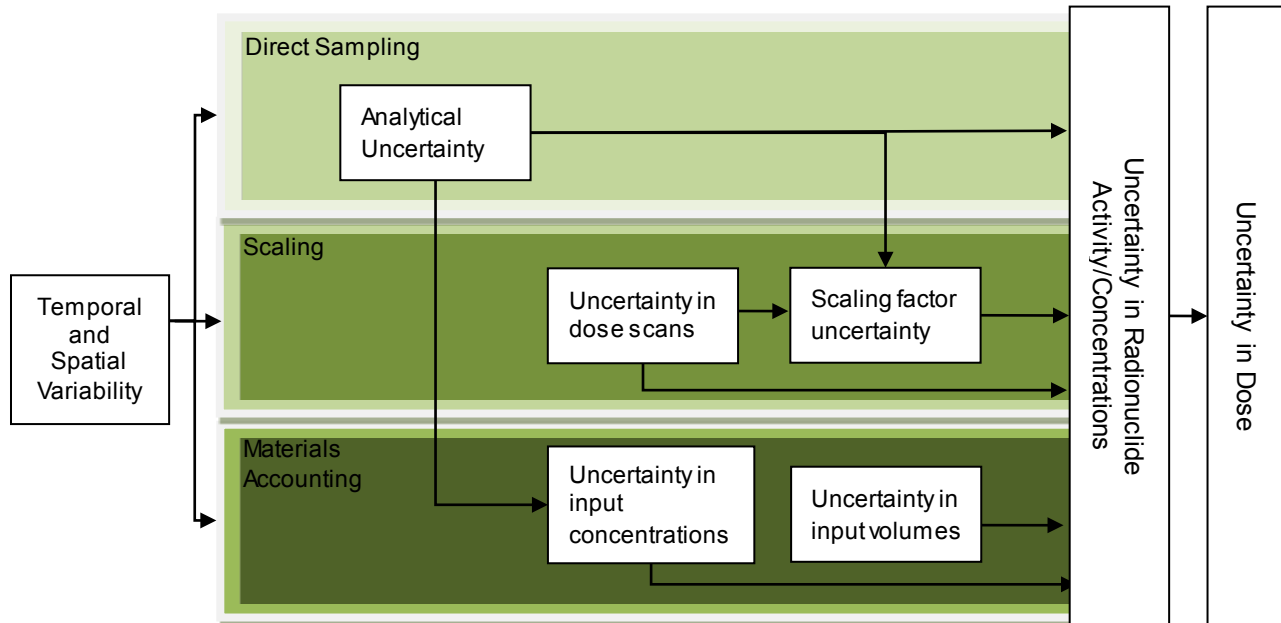 Direct Sampling
Analytical
Uncertainty
Scaling
Uncertainty in
dose scans
Scaling factor
uncertainty
Temporal
and
Spatial
Variability
Materials
Accounting
Uncertainty in
input
concentrations
Uncertainty in
input volumes
Uncertainty in Radionuclide
Activity/Concentrations
Uncertainty in Dose